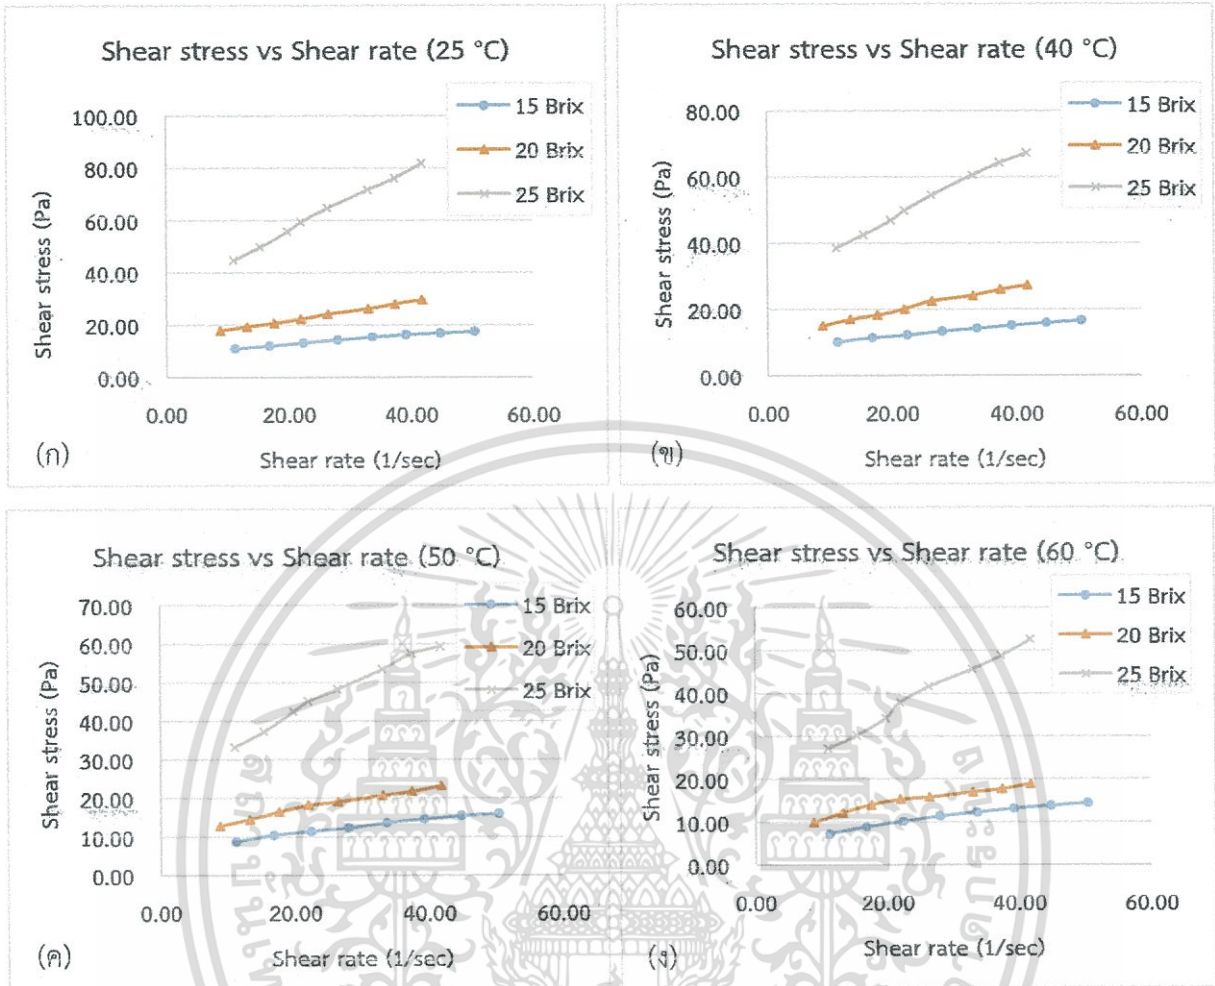 Shear stress vs Shear rate (25 °C)
15 Brix
20 Brix
25 Brix
100.00
80.00
60.00
40.00
20.00
0.00
Shear stress (Pa)
0.00 20.00 40.00 60.00
Shear rate (1/sec)
(ก)
Shear stress vs Shear rate (40 °C)
15 Brix
20 Brix
25 Brix
80.00
60.00
40.00
20.00
0.00
Shear stress (Pa)
0.00 20.00 40.00 60.00
Shear rate (1/sec)
(ข)
Shear stress vs Shear rate (50 °C)
15 Brix
20 Brix
25 Brix
70.00
60.00
50.00
40.00
30.00
20.00
10.00
0.00
Shear stress (Pa)
0.00 20.00 40.00 60.00
Shear rate (1/sec)
(ค)
Shear stress vs Shear rate (60 °C)
15 Brix
20 Brix
25 Brix
60.00
50.00
40.00
30.00
20.00
10.00
0.00
Shear stress (Pa)
0.00 20.00 40.00 60.00
Shear rate (1/sec)
(ง)